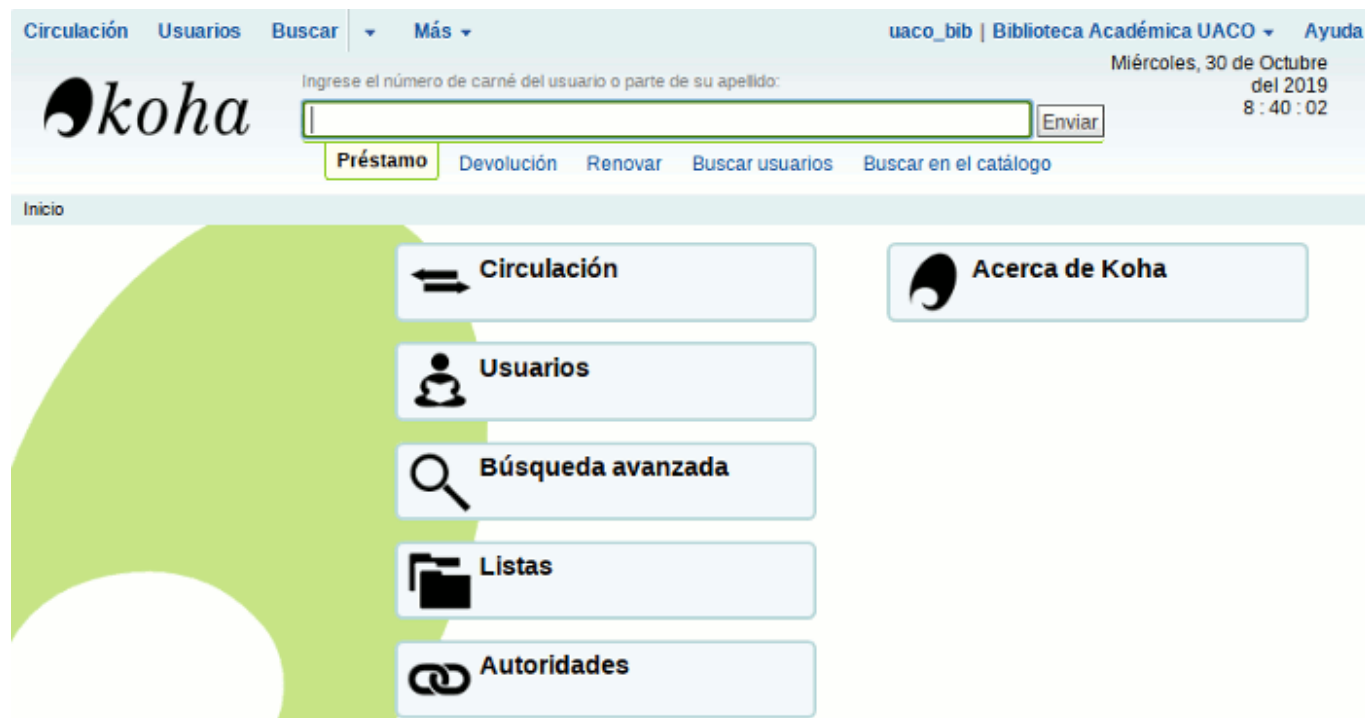 Circulación Usuarios Buscar Más uaco_bib | Biblioteca Académica UACO Ayuda
Miércoles, 30 de Octubre
del 2019
8 : 40 : 02
koha
Ingrese el número de carné del usuario o parte de su apellido:
Enviar
Préstamo Devolución Renovar Buscar usuarios Buscar en el catálogo
Inicio
Circulación
Acerca de Koha
Usuarios
Búsqueda avanzada
Listas
Autoridades